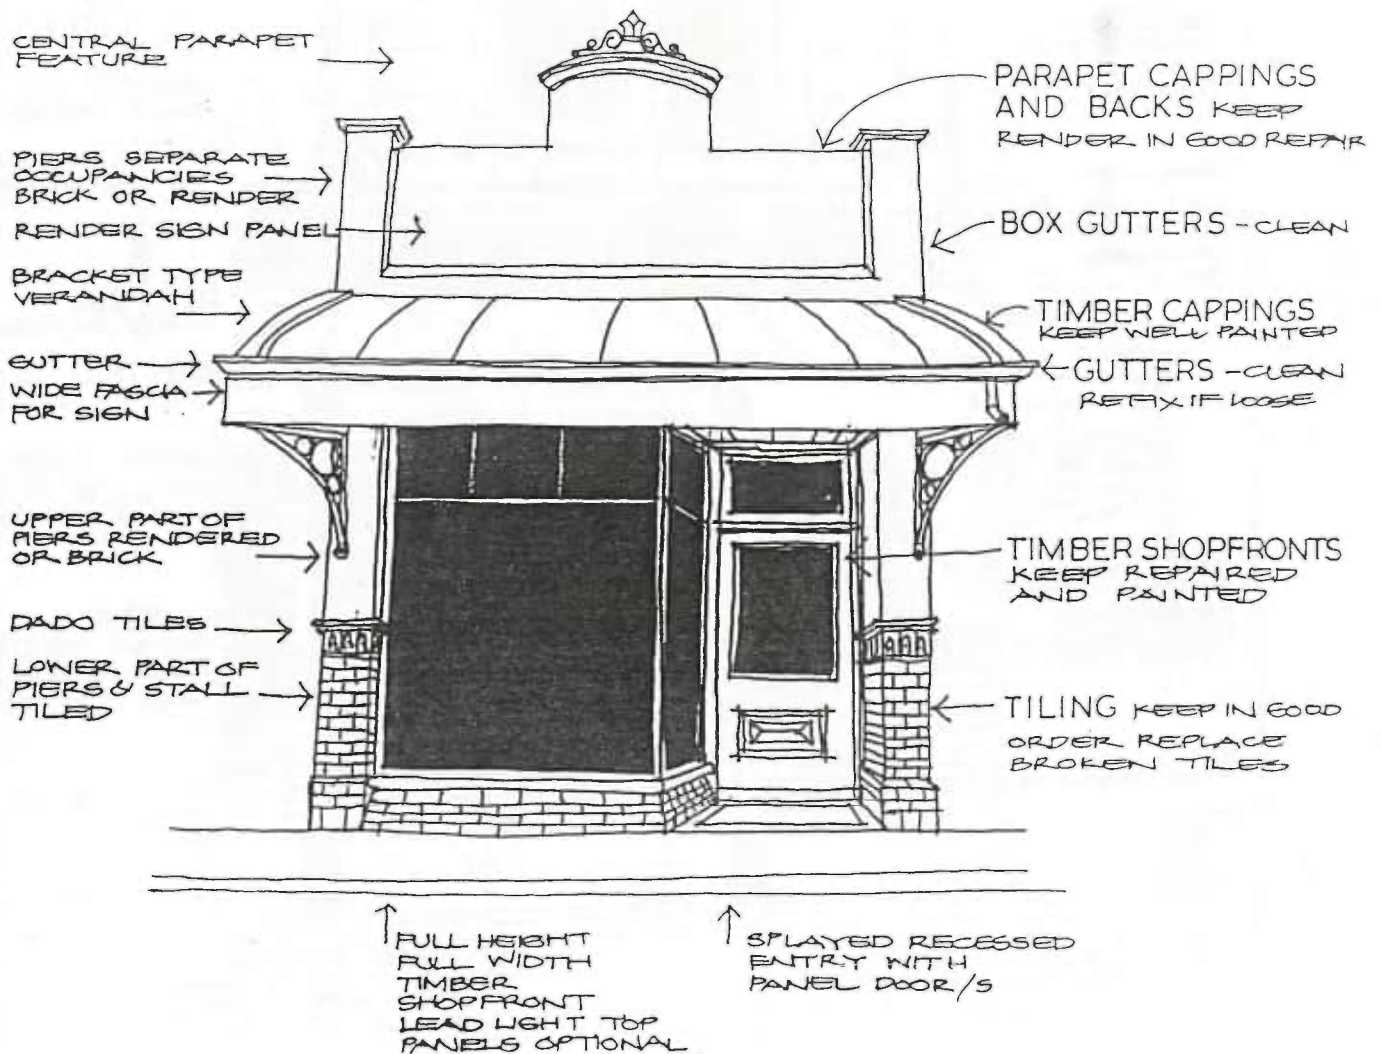 CENTRAL PARAPET
FEATURE
PIERS SEPARATE
OCCUPANCIES
BRICK OR RENDER
RENDER SIGN PANEL
BRACKET TYPE
VERANDAH
GUTTER
WIDE FASCIA
FOR SIGN
UPPER PART OF
PIERS RENDERED
OR BRICK
DADO TILES
LOWER PART OF
PIERS & STALL
TILED
PARAPET CAPPINGS
AND BACKS KEEP
RENDER IN GOOD REPAIR
BOX GUTTERS - CLEAN
TIMBER CAPPINGS
KEEP WELL PAINTED
GUTTERS - CLEAN
REFIX IF LOOSE
TIMBER SHOPFRONTS
KEEP REPAIRED
AND PAINTED
TILING KEEP IN GOOD
ORDER REPLACE
BROKEN TILES
FULL HEIGHT
FULL WIDTH
TIMBER
SHOPFRONT
LEAD LIGHT TOP
PANELS OPTIONAL
SPLAYED RECESSED
ENTRY WITH
PANEL DOOR/S